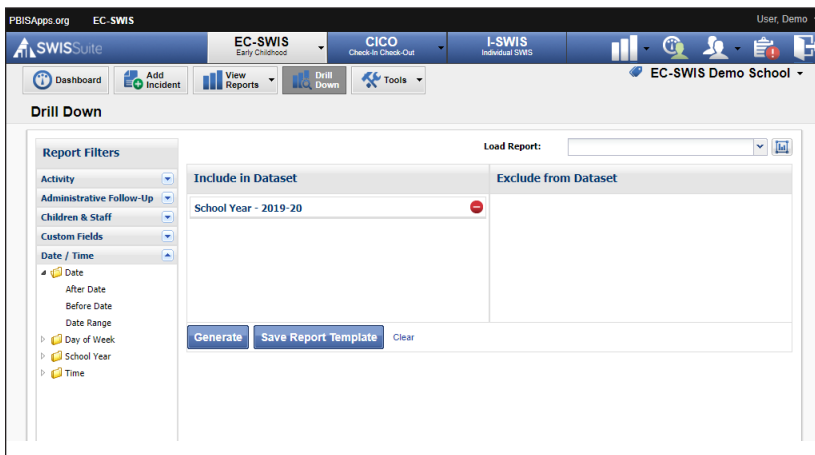 PBISApps.org EC-SWIS User, Demo
SWISSuite EC-SWIS CICO I-SWIS
Early Childhood Check-In Check-Out Individual SWIS
Dashboard Add Incident View Reports Drill Down Tools EC-SWIS Demo School
Drill Down
Report Filters Load Report:
Activity Include in Dataset Exclude from Dataset
Administrative Follow-Up
Children & Staff School Year - 2019-20
Custom Fields
Date / Time
Date
After Date
Before Date
Date Range
Day of Week Generate Save Report Template Clear
School Year
Time